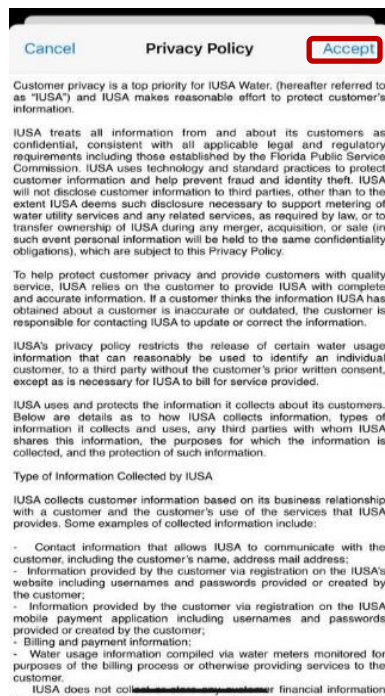 Cancel Privacy Policy Accept
Customer privacy is a top priority for IUSA Water. (hereafter referred to
as "IUSA") and IUSA makes reasonable effort to protect customer's
information.
IUSA treats all information from and about its customers as
confidential, consistent with all applicable legal and regulatory
requirements including those established by the Florida Public Service
Commission. IUSA uses technology and standard practices to protect
customer information and help prevent fraud and identity theft. IUSA
will not disclose customer information to third parties, other than to the
extent IUSA deems such disclosure necessary to support metering of
water utility services and any related services, as required by law, or to
transfer ownership of IUSA during any merger, acquisition, or sale (in
such event personal information will be held to the same confidentiality
obligations), which are subject to this Privacy Policy.
To help protect customer privacy and provide customers with quality
service, IUSA relies on the customer to provide IUSA with complete
and accurate information. If a customer thinks the information IUSA has
obtained about a customer is inaccurate or outdated, the customer is
responsible for contacting IUSA to update or correct the information.
IUSA's privacy policy restricts the release of certain water usage
information that can reasonably be used to identify an individual
customer, to a third party without the customer's prior written consent,
except as is necessary for IUSA to bill for service provided.
IUSA uses and protects the information it collects about its customers.
Below are details as to how IUSA collects information, types of
information it collects and uses, any third parties with whom IUSA
shares this information, the purposes for which the information is
collected, and the protection of such information.
Type of Information Collected by IUSA
IUSA collects customer information based on its business relationship
with a customer and the customer's use of the services that IUSA
provides. Some examples of collected information include:
- Contact information that allows IUSA to communicate with the
customer, including the customer's name, address mail address;
- Information provided by the customer via registration on the IUSA's
website including usernames and passwords provided or created by
the customer;
- Information provided by the customer via registration on the IUSA
mobile payment application including usernames and passwords
provided or created by the customer;
- Billing and payment information;
- Water usage information compiled via water meters monitored for
purposes of the billing process or otherwise providing services to the
customer.
IUSA does not financial information